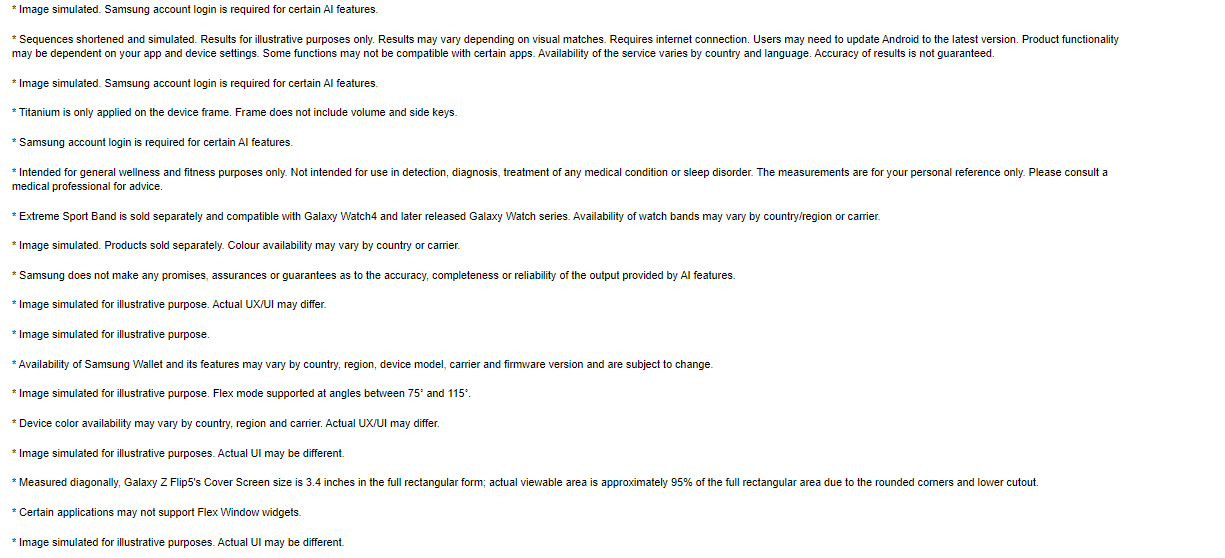 * Image simulated. Samsung account login is required for certain AI features.
* Sequences shortened and simulated. Results for illustrative purposes only. Results may vary depending on visual matches. Requires internet connection. Users may need to update Android to the latest version. Product functionality
may be dependent on your app and device settings. Some functions may not be compatible with certain apps. Availability of the service varies by country and language. Accuracy of results is not guaranteed.
* Image simulated. Samsung account login is required for certain AI features.
* Titanium is only applied on the device frame. Frame does not include volume and side keys.
* Samsung account login is required for certain AI features.
* Intended for general wellness and fitness purposes only. Not intended for use in detection, diagnosis, treatment of any medical condition or sleep disorder. The measurements are for your personal reference only. Please consult a
medical professional for advice.
* Extreme Sport Band is sold separately and compatible with Galaxy Watch4 and later released Galaxy Watch series. Availability of watch bands may vary by country/region or carrier.
* Image simulated. Products sold separately. Colour availability may vary by country or carrier.
* Samsung does not make any promises, assurances or guarantees as to the accuracy, completeness or reliability of the output provided by AI features.
* Image simulated for illustrative purpose. Actual UX/UI may differ.
* Image simulated for illustrative purpose.
* Availability of Samsung Wallet and its features may vary by country, region, device model, carrier and firmware version and are subject to change.
* Image simulated for illustrative purpose. Flex mode supported at angles between 75˚ and 115˚.
* Device color availability may vary by country, region and carrier. Actual UX/UI may differ.
* Image simulated for illustrative purposes. Actual UI may be different.
* Measured diagonally, Galaxy Z Flip5's Cover Screen size is 3.4 inches in the full rectangular form; actual viewable area is approximately 95% of the full rectangular area due to the rounded corners and lower cutout.
* Certain applications may not support Flex Window widgets.
* Image simulated for illustrative purposes. Actual UI may be different.